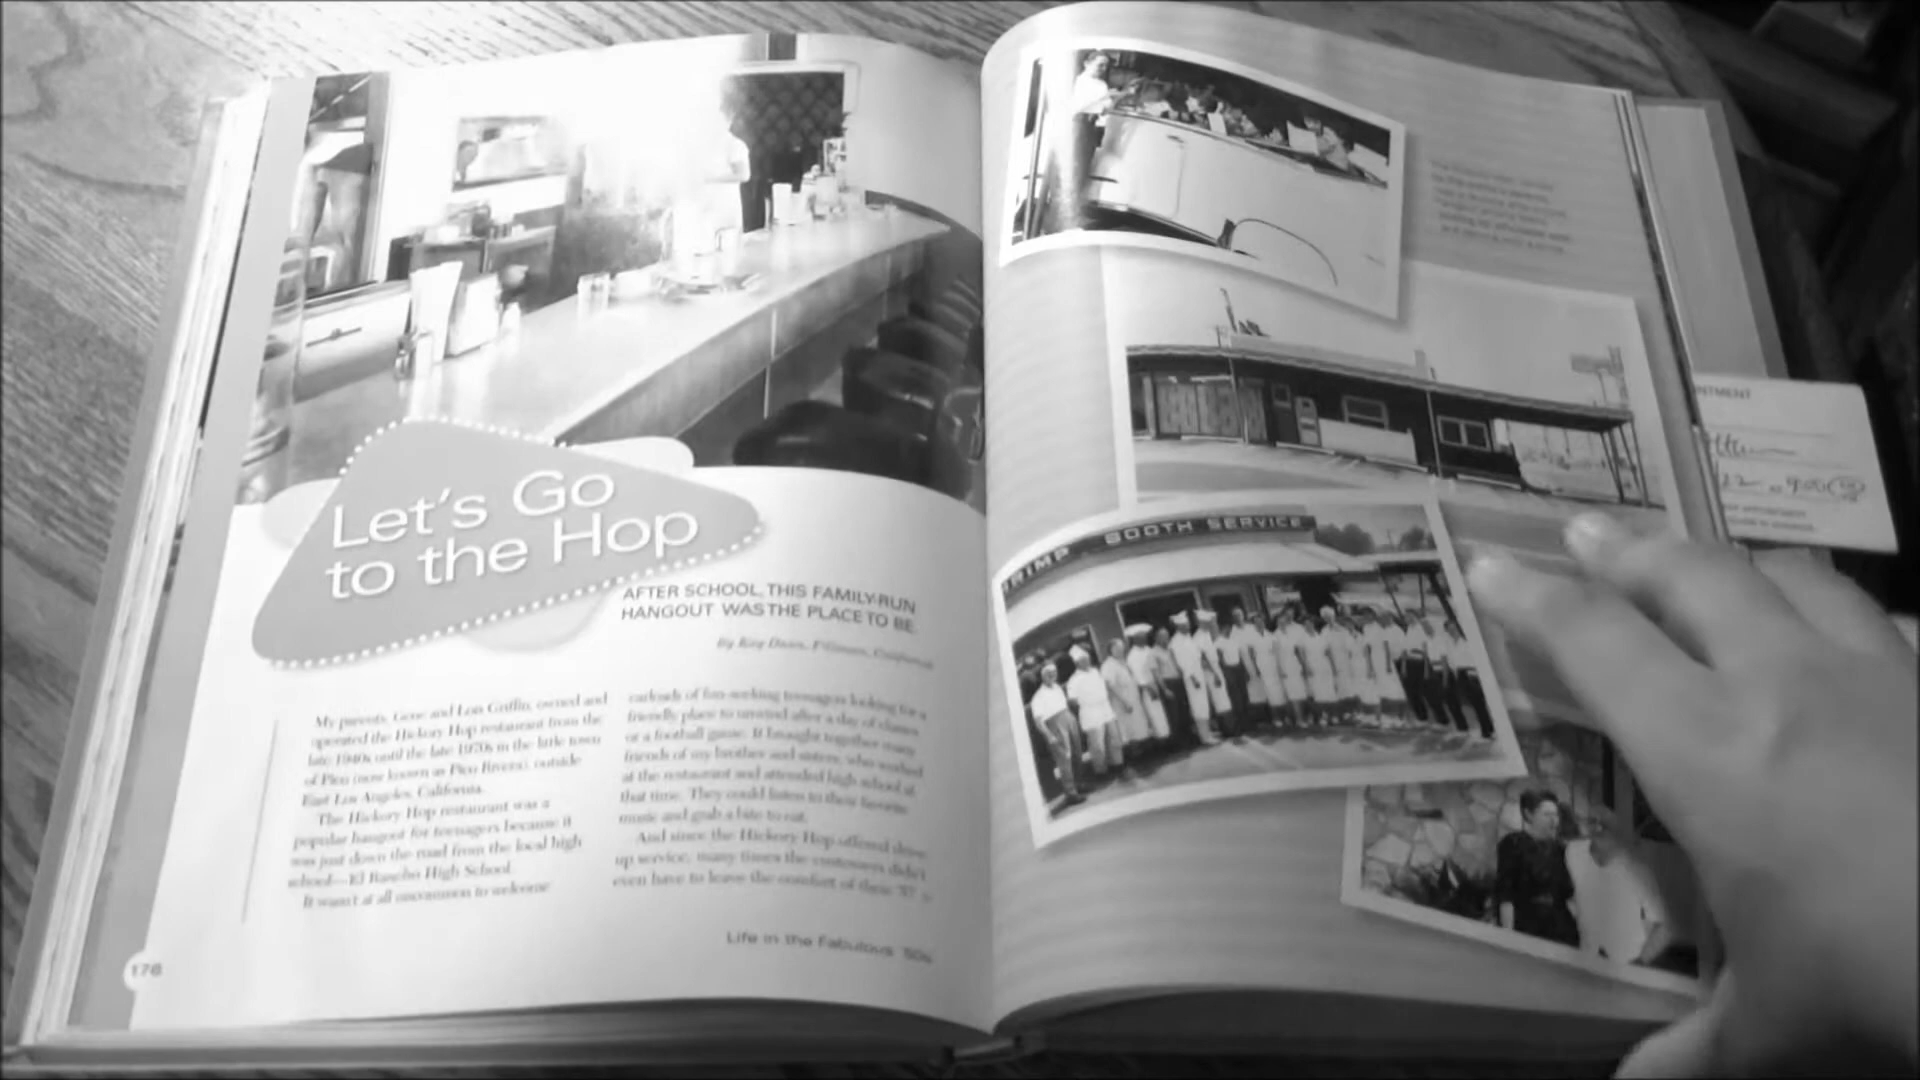 Let's Go
to the Hop
AFTER SCHOOL, THIS FAMILY-RUN
HANGOUT WAS THE PLACE TO BE.
By Kay Dunn, Fillmore, California
My parents, Gene and Lois Griffin, owned and
operated the Hickory Hop restaurant from the
late 1940s until the late 1970s in the little town
of Pico (now known as Pico Rivera), outside
East Los Angeles, California.
The Hickory Hop restaurant was a
popular hangout for teenagers because it
was just down the road from the local high
school—El Rancho High School.
It wasn't at all uncommon to welcome
carloads of fun-seeking teenagers looking for a
friendly place to unwind after a day of classes
or a football game. It brought together many
friends of my brother and sisters, who worked
at the restaurant and attended high school at
that time. They could listen to their favorite
music and grab a bite to eat.
And since the Hickory Hop offered drive-
up service, many times the customers didn't
even have to leave the comfort of their '57
Life in the Fabulous '50s
178
RIMP BOOTH SERVICE
NTMENT